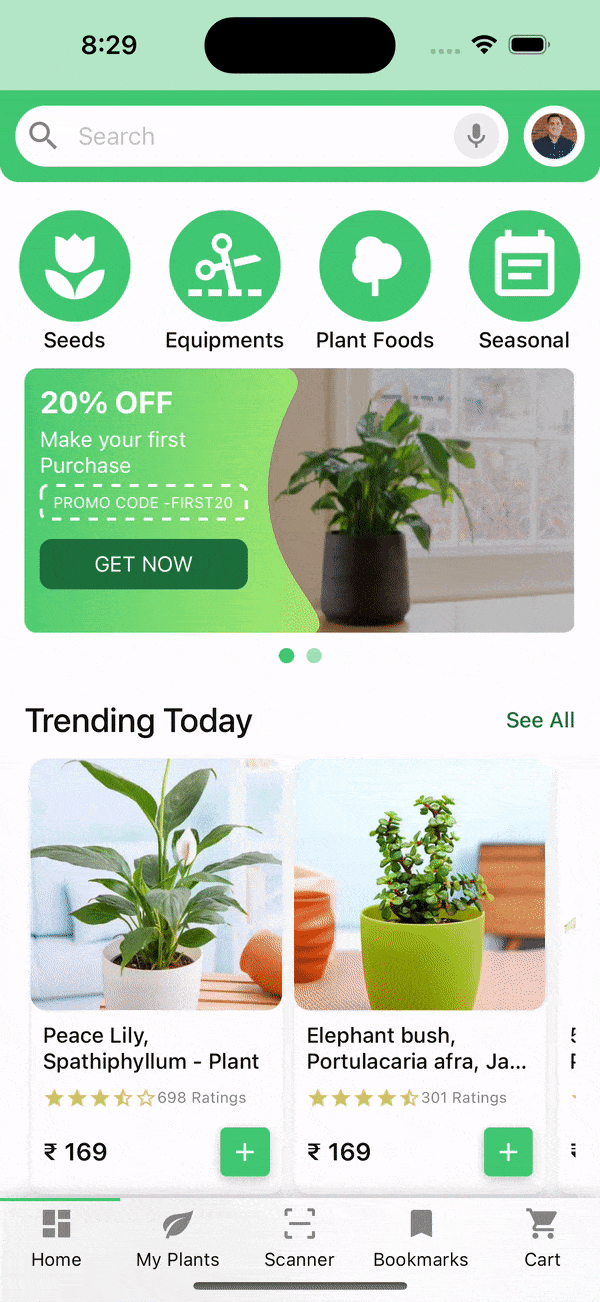 8:29
Search
Seeds
Equipments
Plant Foods
Seasonal
20% OFF
Make your first
Purchase
PROMO CODE -FIRST20
GET NOW
Trending Today
See All
Peace Lily,
Spathiphyllum - Plant
698 Ratings
₹ 169
Elephant bush,
Portulacaria afra, Ja...
301 Ratings
₹ 169
Home
My Plants
Scanner
Bookmarks
Cart